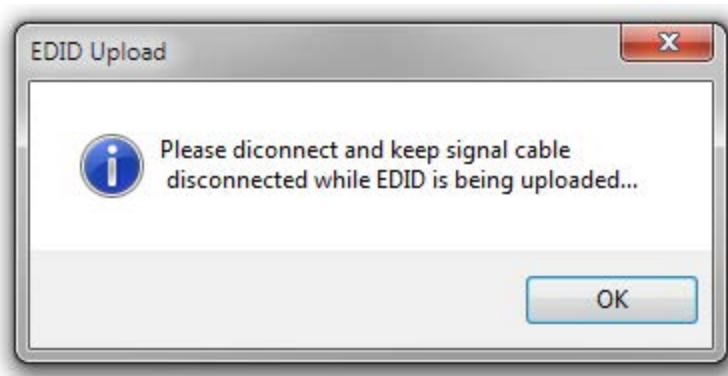 EDID Upload
Please diconnect and keep signal cable
disconnected while EDID is being uploaded...
OK